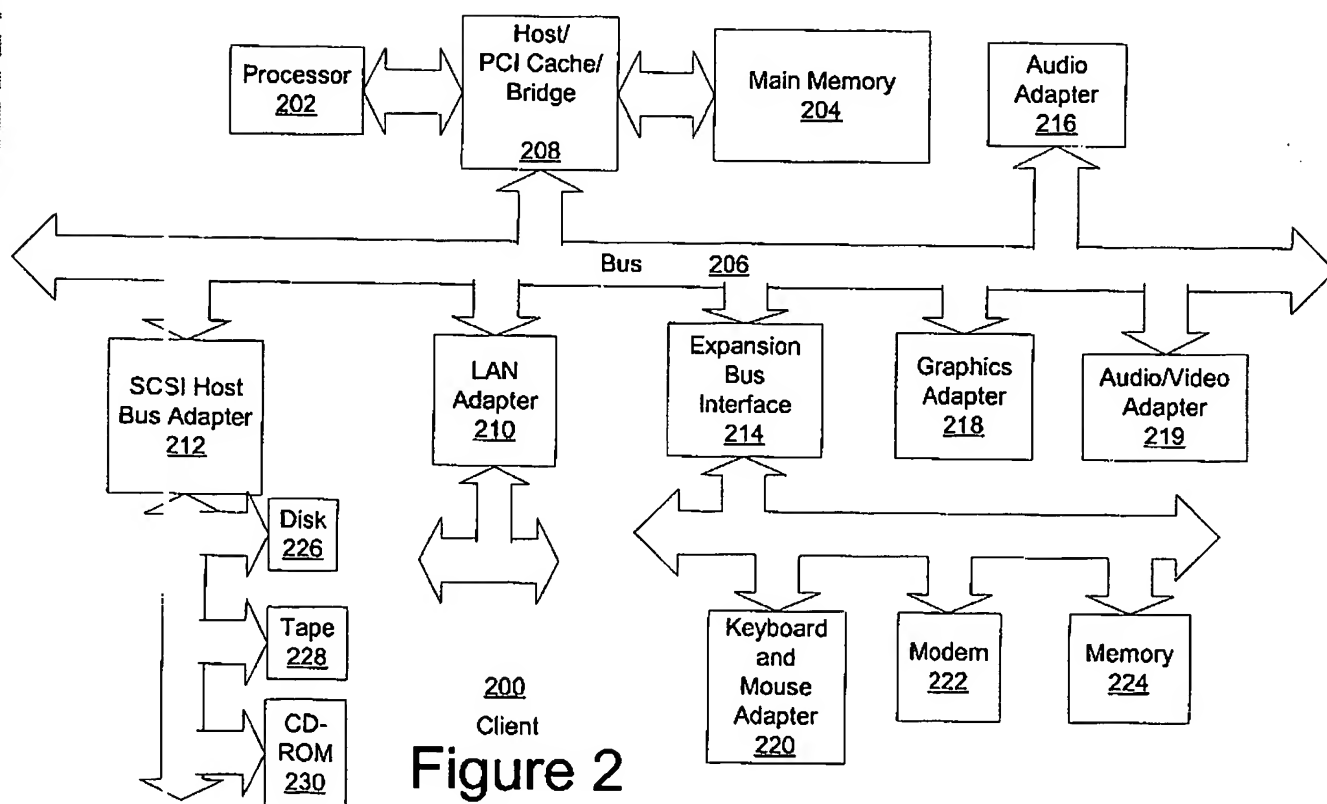 Processor
202
Host/
PCI Cache/
Bridge
208
Main Memory
204
Audio
Adapter
216
Bus 206
SCSI Host
Bus Adapter
212
LAN
Adapter
210
Expansion
Bus
Interface
214
Graphics
Adapter
218
Audio/Video
Adapter
219
Disk
226
Tape
228
CD-
ROM
230
Keyboard
and
Mouse
Adapter
220
Modem
222
Memory
224
200
Client
Figure 2